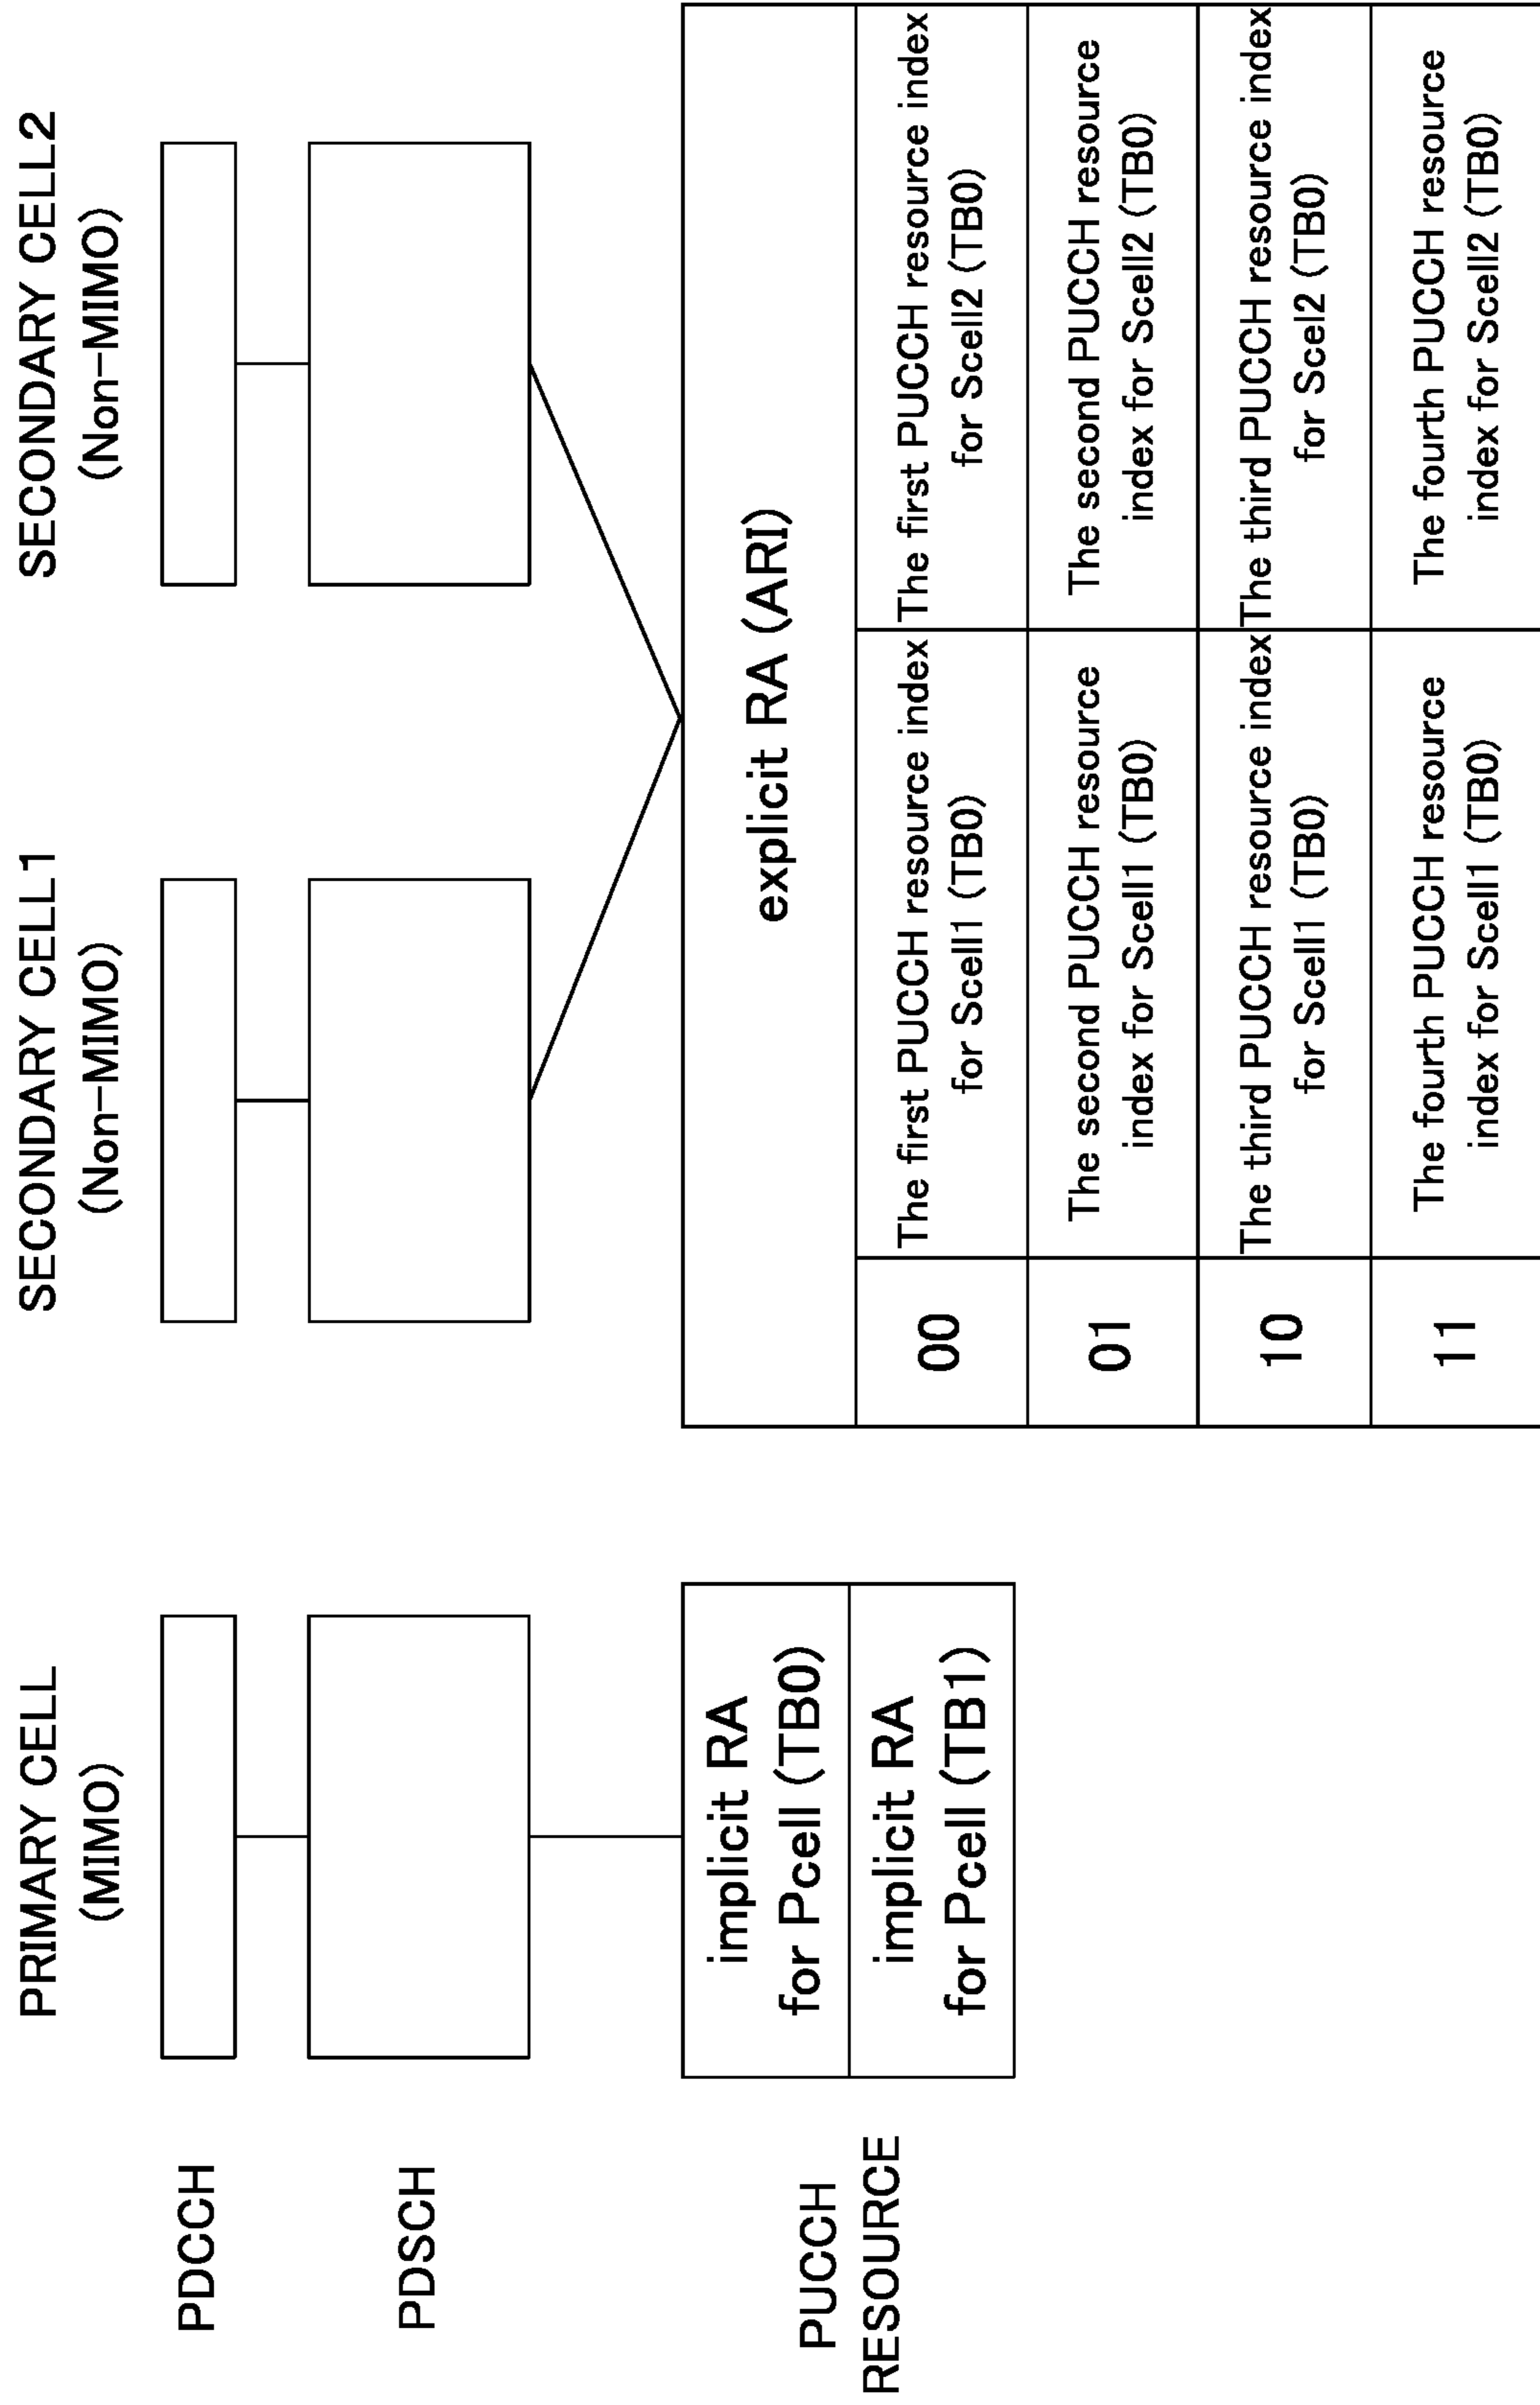 PRIMARY CELL
(MIMO)
SECONDARY CELL1
(Non-MIMO)
SECONDARY CELL2
(Non-MIMO)
PDCCH
PDSCH
PUCCH
RESOURCE
implicit RA
for Pcell (TB0)
implicit RA
for Pcell (TB1)
explicit RA (ARI)
00
The first PUCCH resource index
for Scell1 (TB0)
The first PUCCH resource index
for Scell2 (TB0)
01
The second PUCCH resource
index for Scell1 (TB0)
The second PUCCH resource
index for Scell2 (TB0)
10
The third PUCCH resource index
for Scell1 (TB0)
The third PUCCH resource index
for Scel2 (TB0)
11
The fourth PUCCH resource
index for Scell1 (TB0)
The fourth PUCCH resource
index for Scell2 (TB0)